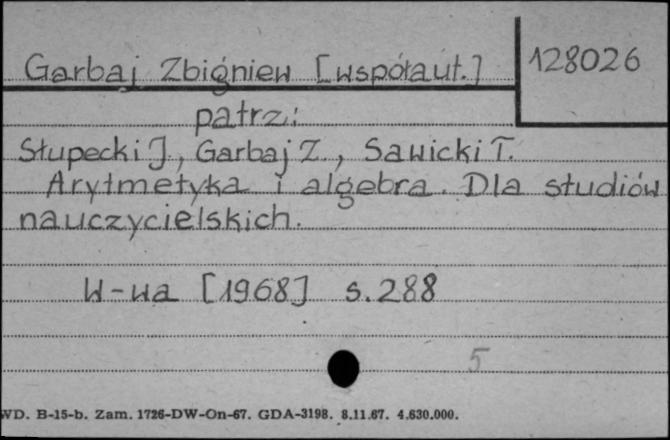 Garbaj Zbigniew [współaut.] 128026
patrz:
Słupecki J., Garbaj Z., Sawicki T.
Arytmetyka i algebra. Dla studiów
nauczycielskich.
W-wa [1968] s. 288
5
WD. B-15-b. Zam. 1726-DW-On-67. GDA-3198. 8.11.67. 4.630.000.